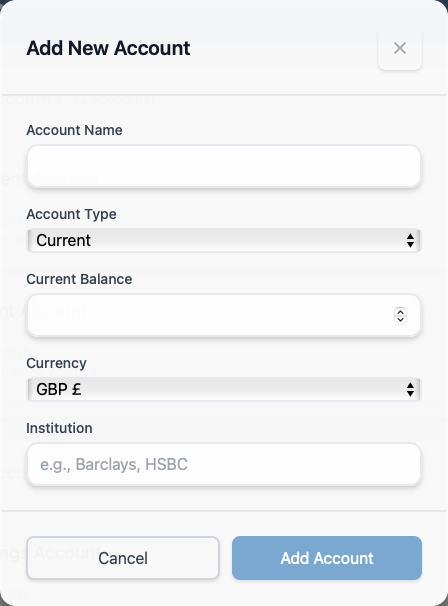 Add New Account
×
Account Name
Account Type
Current
Current Balance
Currency
GBP £
Institution
e.g., Barclays, HSBC
Cancel
Add Account